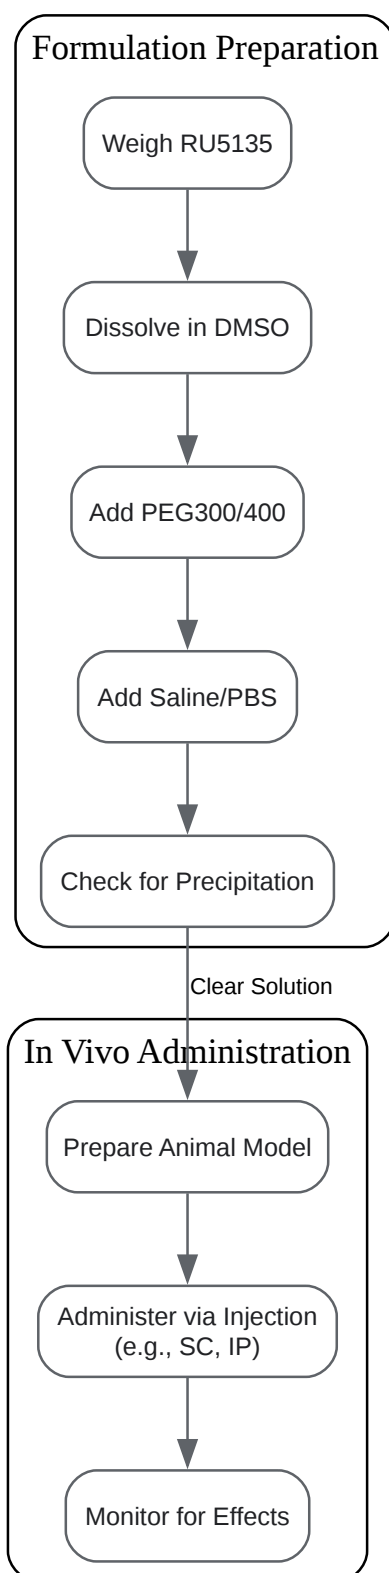 Formulation Preparation
Weigh RU5135
Dissolve in DMSO
Add PEG300/400
Add Saline/PBS
Check for Precipitation
Clear Solution
In Vivo Administration
Prepare Animal Model
Administer via Injection
(e.g., SC, IP)
Monitor for Effects